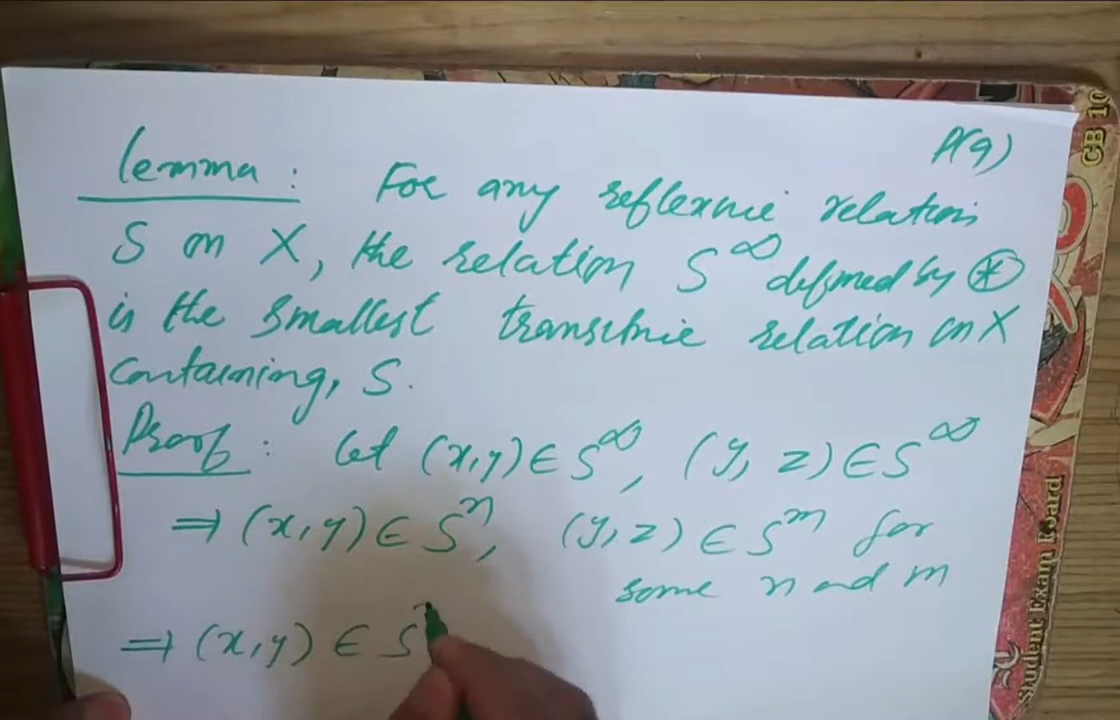 P(9)
Lemma : For any reflexive relation
S on X, the relation S^∞ defined by ⊛
is the smallest transitive relation on X
containing, S.
Proof : Let (x,y) ∈ S^∞, (y, z) ∈ S^∞
⇒ (x,y) ∈ S^n, (y,z) ∈ S^m for
some n and m
⇒ (x,y) ∈ S
CB 10
Student Exam Board